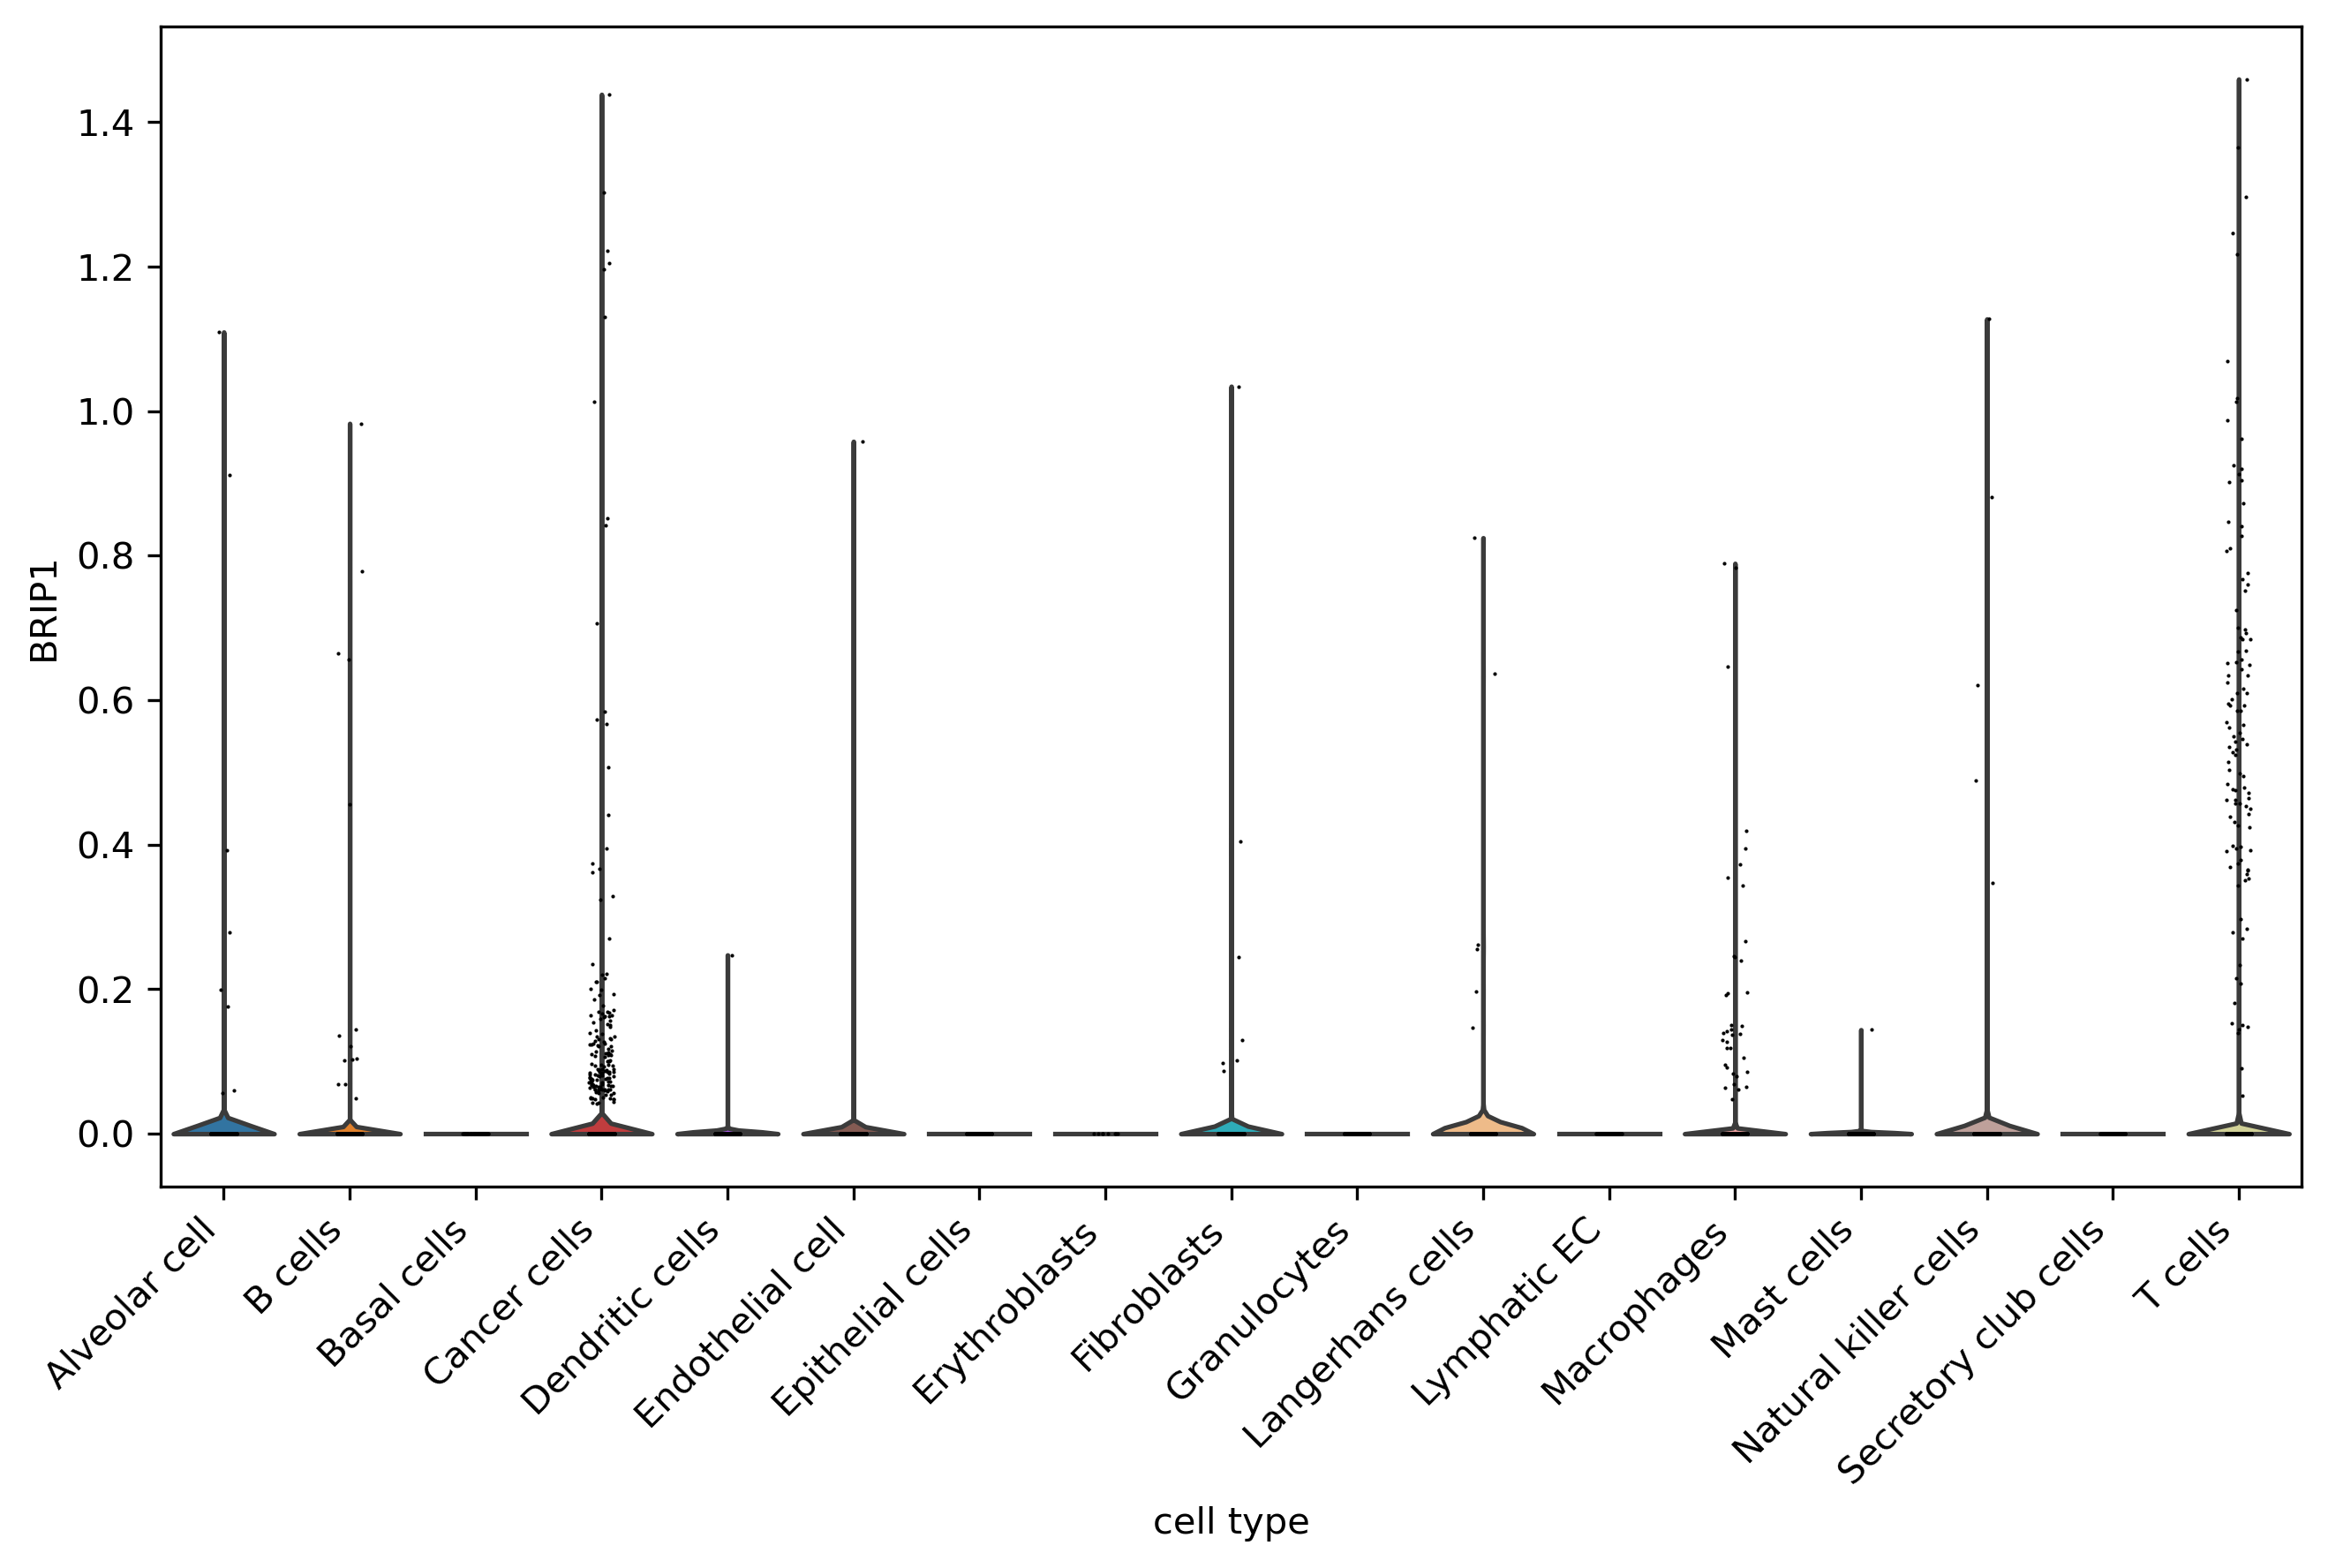 BRIP1
1.4
1.2
1.0
0.8
0.6
0.4
0.2
0.0
Alveolar cell
B cells
Basal cells
Cancer cells
Dendritic cells
Endothelial cell
Epithelial cells
Erythroblasts
Fibroblasts
Granulocytes
Langerhans cells
Lymphatic EC
Macrophages
Mast cells
Natural killer cells
Secretory club cells
T cells
cell type